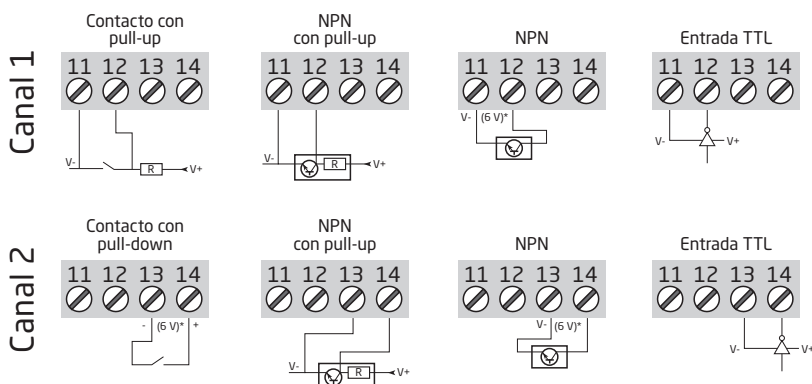 Canal 1
Contacto con
pull-up
11 12 13 14
V-
R
V+
NPN
con pull-up
11 12 13 14
V-
R
V+
NPN
11 12 13 14
V- (6 V)*
Entrada TTL
11 12 13 14
V-
V+
Canal 2
Contacto con
pull-down
11 12 13 14
- (6 V)* +
NPN
con pull-up
11 12 13 14
V-
R
V+
NPN
11 12 13 14
V- (6 V)*
Entrada TTL
11 12 13 14
V-
V+